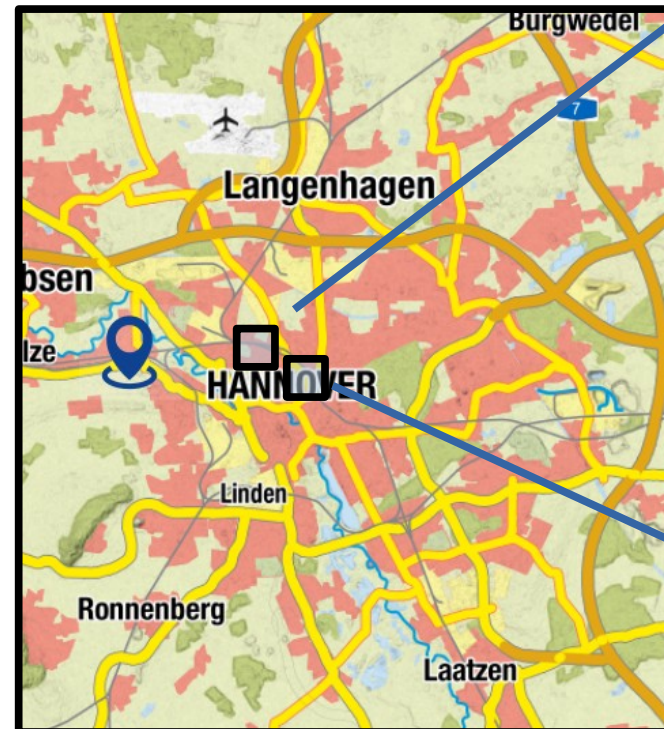 Burgwedel
7
Langenhagen
bsen
lze
HANNOVER
Linden
Ronnenberg
Laatzen